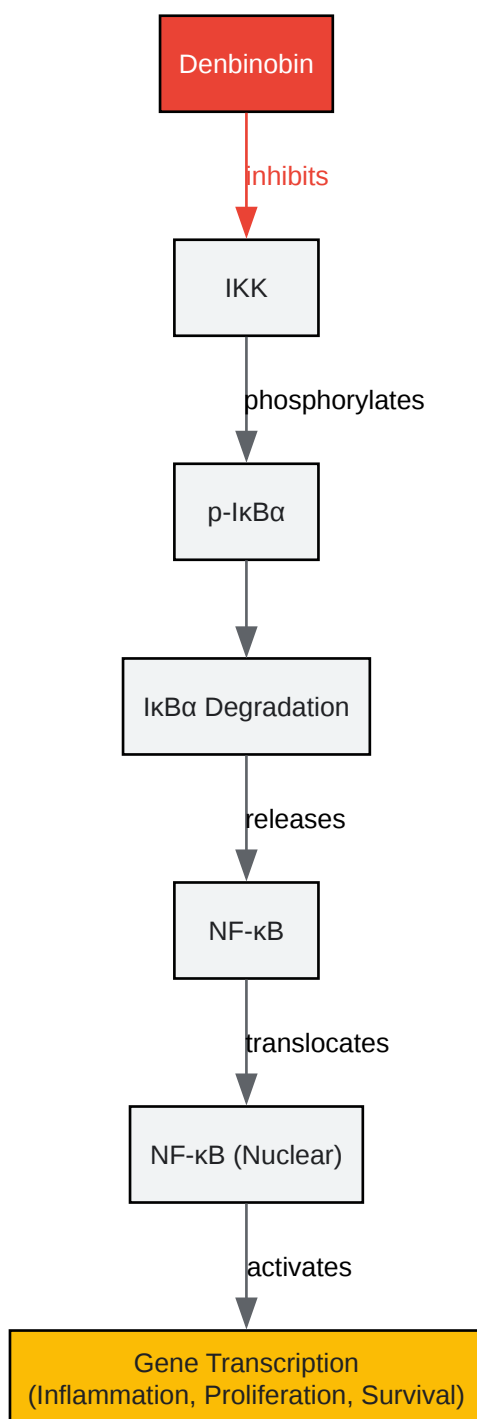 Denbinobin
inhibits
IKK
phosphorylates
p-IκBα
IκBα Degradation
releases
NF-κB
translocates
NF-κB (Nuclear)
activates
Gene Transcription
(Inflammation, Proliferation, Survival)